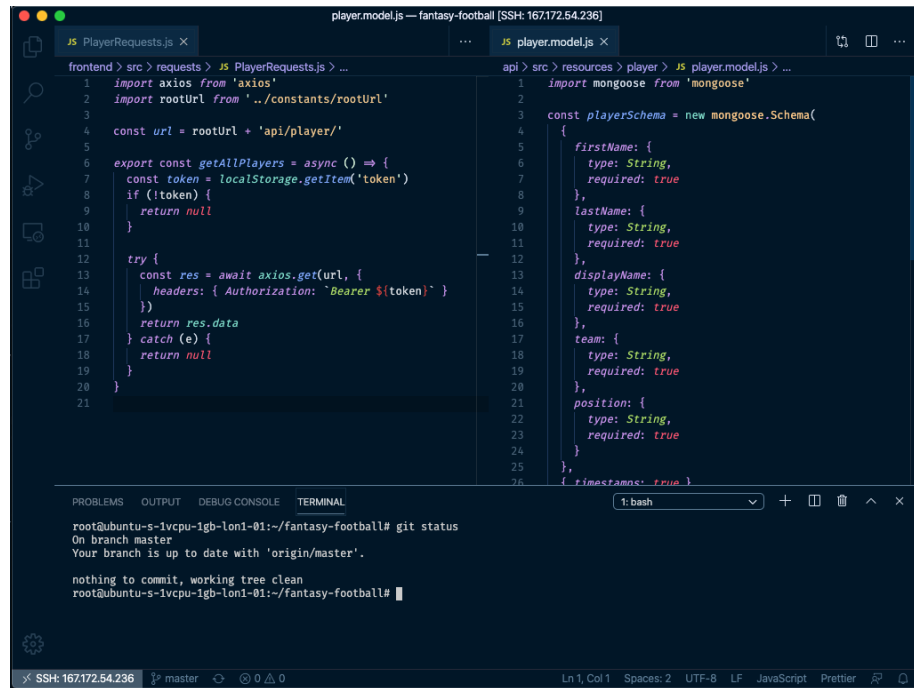 player.model.js — fantasy-football [SSH: 167.172.54.236]
JS PlayerRequests.js ×
frontend > src > requests > JS PlayerRequests.js > ...
1 import axios from 'axios'
2 import rootUrl from '../constants/rootUrl'
3
4 const url = rootUrl + 'api/player/'
5
6 export const getAllPlayers = async () ⇒ {
7 const token = localStorage.getItem('token')
8 if (!token) {
9 return null
10 }
11
12 try {
13 const res = await axios.get(url, {
14 headers: { Authorization: `Bearer ${token}` }
15 })
16 return res.data
17 } catch (e) {
18 return null
19 }
20 }
21
JS player.model.js ×
api > src > resources > player > JS player.model.js > ...
1 import mongoose from 'mongoose'
2
3 const playerSchema = new mongoose.Schema(
4 {
5 firstName: {
6 type: String,
7 required: true
8 },
9 lastName: {
10 type: String,
11 required: true
12 },
13 displayName: {
14 type: String,
15 required: true
16 },
17 team: {
18 type: String,
19 required: true
20 },
21 position: {
22 type: String,
23 required: true
24 }
25 },
26 { timestamps: true }
PROBLEMS OUTPUT DEBUG CONSOLE TERMINAL 1: bash
root@ubuntu-s-1vcpu-1gb-lon1-01:~/fantasy-football# git status
On branch master
Your branch is up to date with 'origin/master'.

nothing to commit, working tree clean
root@ubuntu-s-1vcpu-1gb-lon1-01:~/fantasy-football#
SSH: 167.172.54.236 master 0 0 Ln 1, Col 1 Spaces: 2 UTF-8 LF JavaScript Prettier